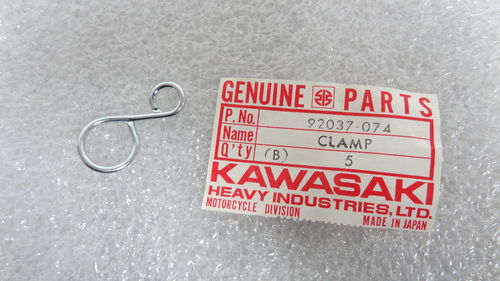 GENUINE PARTS
P. No. 92037-074
Name CLAMP
Q'ty (B) 5
KAWASAKI
HEAVY INDUSTRIES, LTD.
MOTORCYCLE DIVISION MADE IN JAPAN